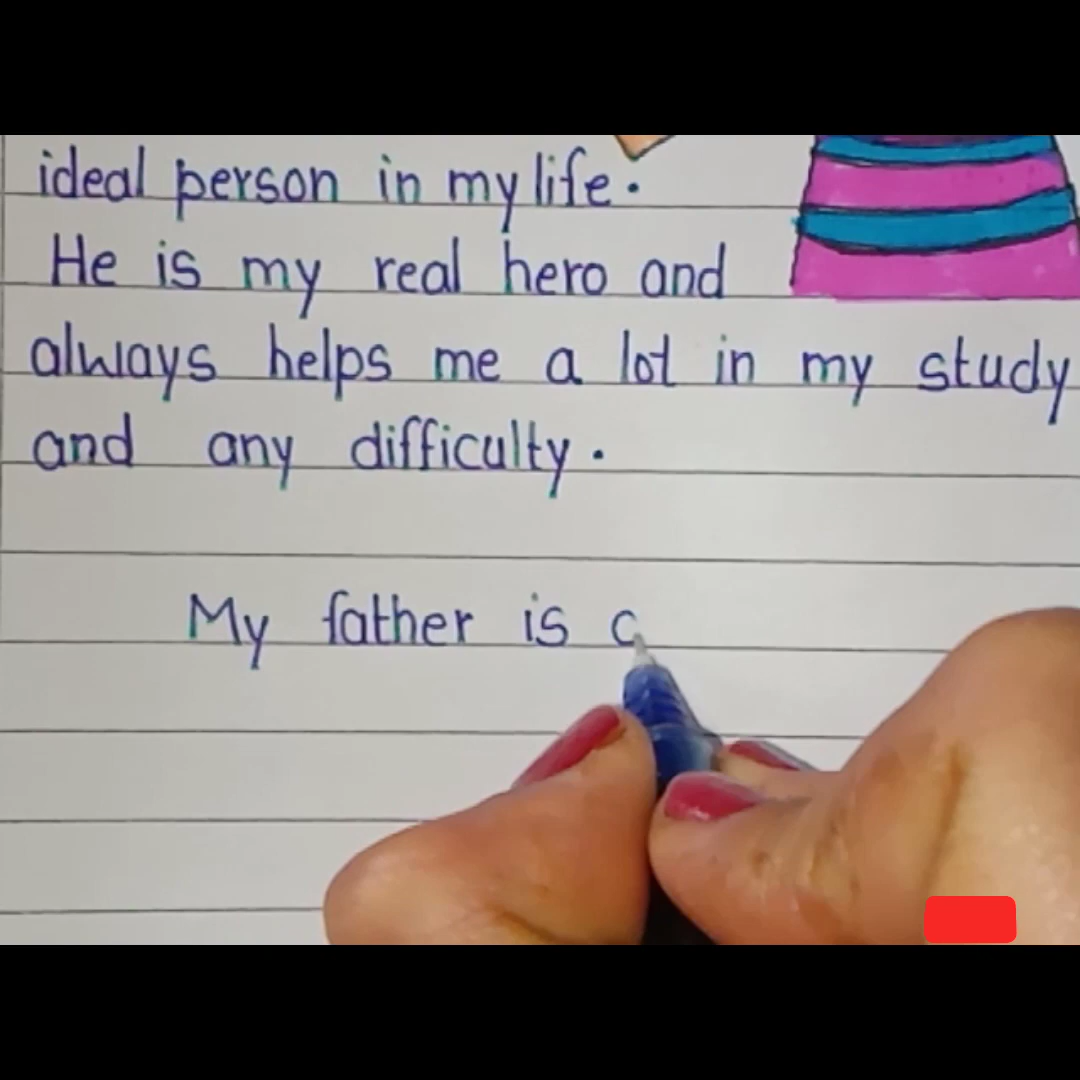 ideal person in my life.
He is my real hero and
always helps me a lot in my study
and any difficulty.
My father is